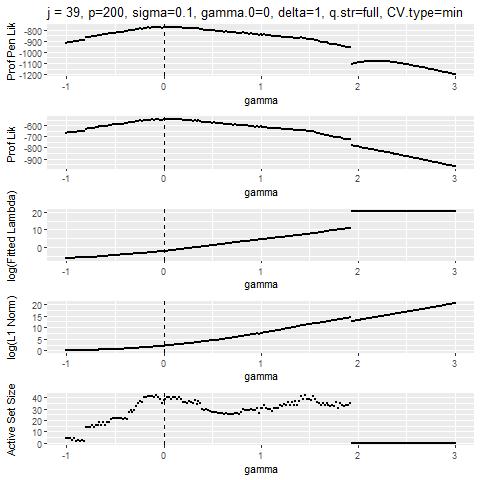 j = 39, p=200, sigma=0.1, gamma.0=0, delta=1, q.str=full, CV.type=min
Prof Pen Lik
-800
-900
-1000
-1100
-1200
-1 0 1 2 3
gamma
Prof Lik
-600
-700
-800
-900
-1 0 1 2 3
gamma
log(Fitted Lambda)
20
10
0
-1 0 1 2 3
gamma
log(L1 Norm)
20
15
10
5
0
-1 0 1 2 3
gamma
Active Set Size
40
30
20
10
0
-1 0 1 2 3
gamma